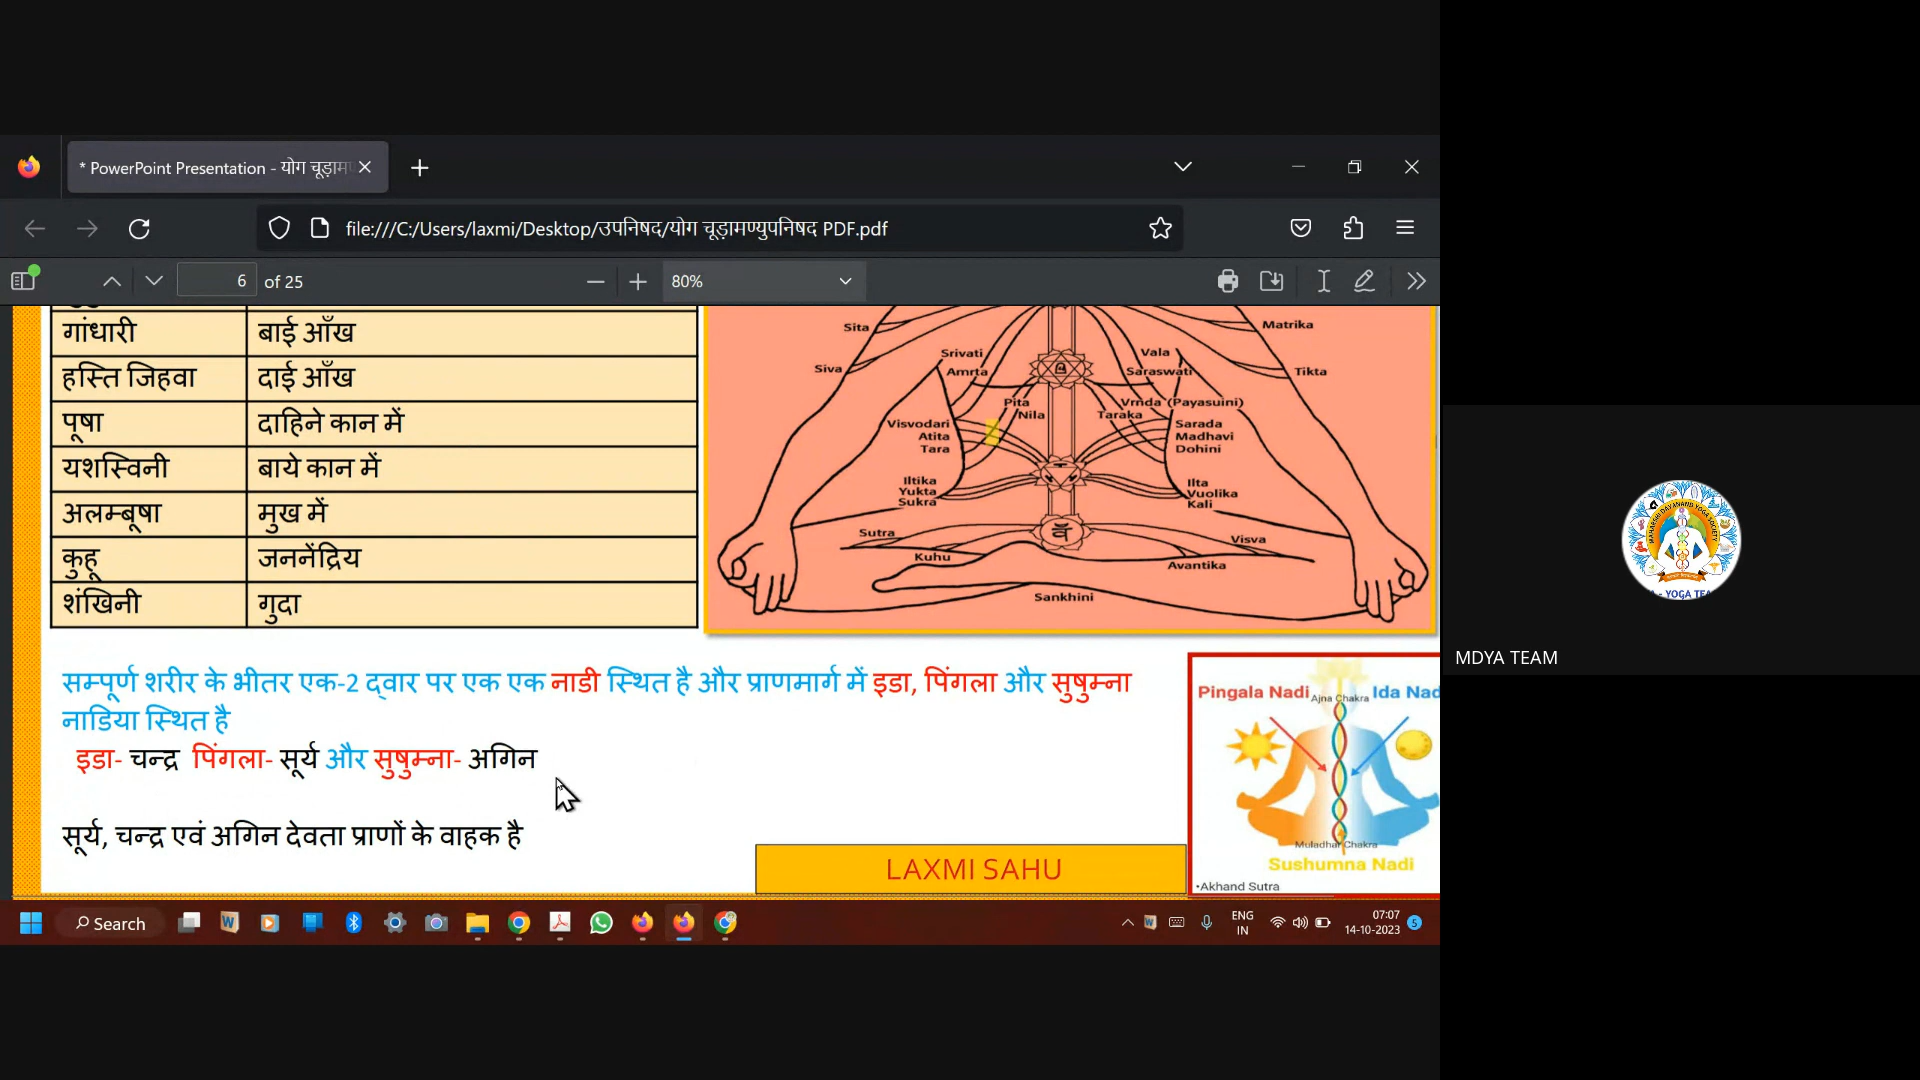 * PowerPoint Presentation - योग चूड़ाम
file:///C:/Users/laxmi/Desktop/उपनिषद/योग चूड़ामण्युपनिषद PDF.pdf
6 of 25
80%
गांधारी बाई आँख
हस्ति जिहवा दाई आँख
पूषा दाहिने कान में
यशस्विनी बाये कान में
अलम्बूषा मुख में
कुहू जननेंद्रिय
शंखिनी गुदा
Sita
Matrika
Srivati
Vala
Siva
Amrta
Saraswati
Tikta
Pita
Vrnda (Payasuini)
Nila
Taraka
Visvodari
Sarada
Atita
Madhavi
Tara
Dohini
Iltika
Ilta
Yukta
Vuolika
Sukra
Kali
Sutra
Visva
Kuhu
Avantika
Sankhini
सम्पूर्ण शरीर के भीतर एक-2 द्वार पर एक एक नाडी स्थित है और प्राणमार्ग में इडा, पिंगला और सुषुम्ना
नाडिया स्थित है
इडा- चन्द्र पिंगला- सूर्य और सुषुम्ना- अगिन
सूर्य, चन्द्र एवं अगिन देवता प्राणों के वाहक है
LAXMI SAHU
Pingala Nadi Ajna Chakra Ida Nad
Muladhar Chakra
Sushumna Nadi
•Akhand Sutra
MDYA TEAM
Search
ENG
IN
07:07
14-10-2023
5